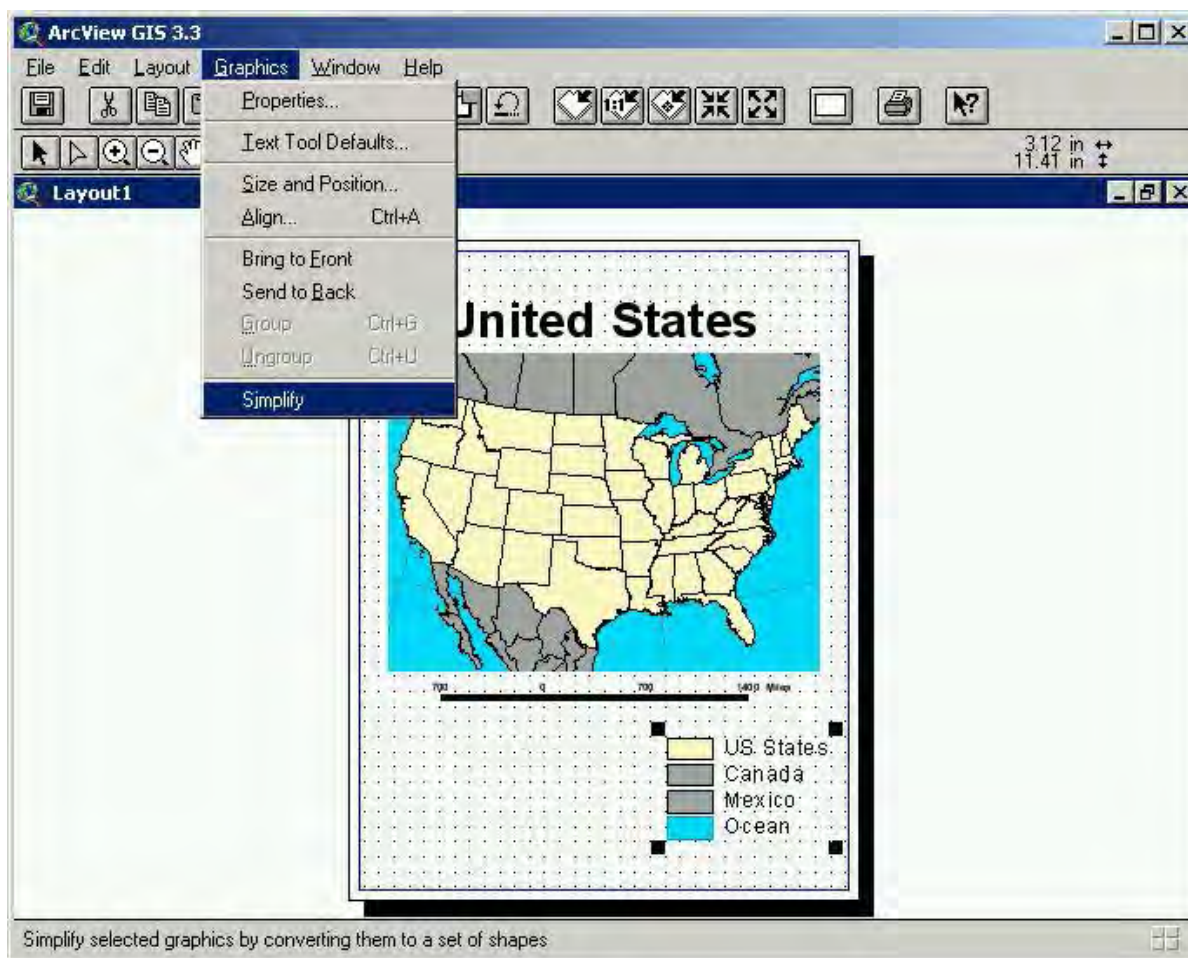 ArcView GIS 3.3
File Edit Layout Graphics Window Help
Properties...
Text Tool Defaults...
Size and Position...
Align... Ctrl+A
Bring to Front
Send to Back
Group Ctrl+G
Ungroup Ctrl+U
Simplify
1:1
?
3.12 in
11.41 in
Layout1
United States
700 0 700 1400 Miles
US States
Canada
Mexico
Ocean
Simplify selected graphics by converting them to a set of shapes